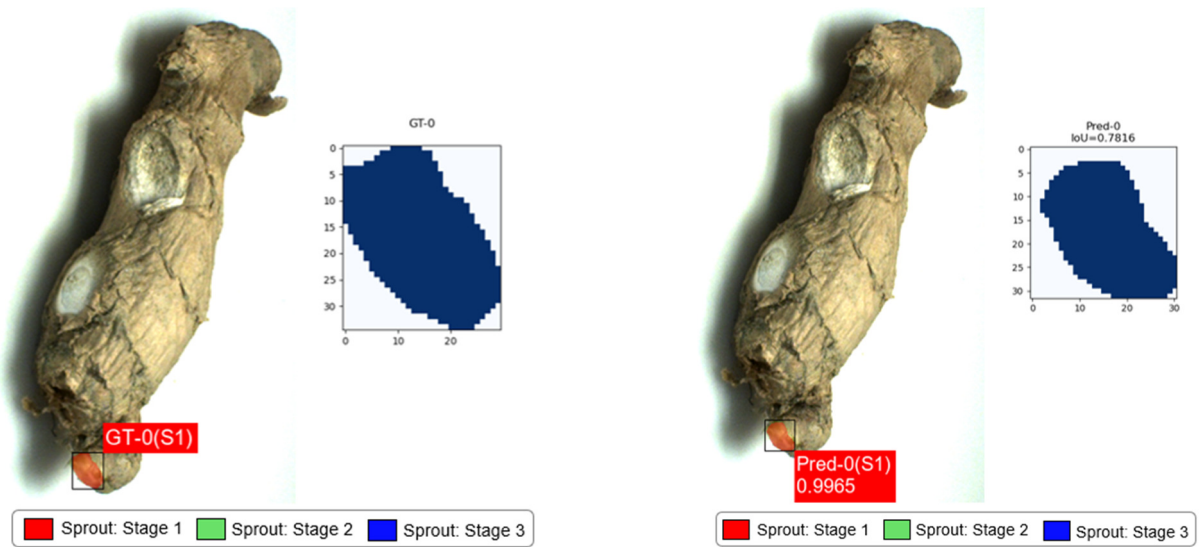 GT-0
0
5
10
15
20
25
30
0 10 20
GT-0(S1)
Sprout: Stage 1 Sprout: Stage 2 Sprout: Stage 3
Pred-0
IoU=0.7816
0
5
10
15
20
25
30
0 10 20 30
Pred-0(S1)
0.9965
Sprout: Stage 1 Sprout: Stage 2 Sprout: Stage 3